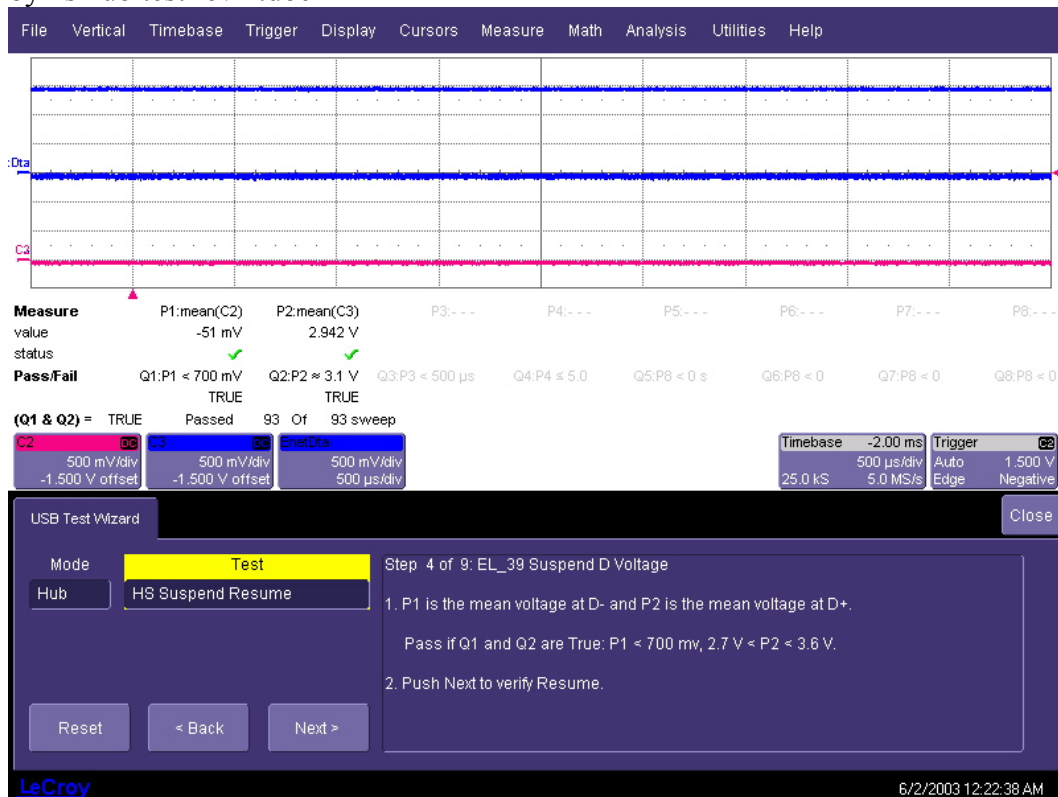 File Vertical Timebase Trigger Display Cursors Measure Math Analysis Utilities Help
:Dta
C3
Measure P1:mean(C2) P2:mean(C3) P3:- - - P4:- - - P5:- - - P6:- - - P7:- - - P8:- - -
value -51 mV 2.942 V
status
Pass/Fail Q1:P1 < 700 mV Q2:P2 ≈ 3.1 V Q3:P3 < 500 µs Q4:P4 ≤ 5.0 Q5:P8 < 0 s Q6:P8 < 0 Q7:P8 < 0 Q8:P8 < 0
TRUE TRUE
(Q1 & Q2) = TRUE Passed 93 Of 93 sweep
C2 DC C3 DC EnetDta Timebase -2.00 ms Trigger C2
500 mV/div 500 mV/div 500 mV/div 500 µs/div Auto 1.500 V
-1.500 V offset -1.500 V offset 500 µs/div 25.0 kS 5.0 MS/s Edge Negative
USB Test Wizard Close
Mode Test
Hub HS Suspend Resume
Step 4 of 9: EL_39 Suspend D Voltage
1. P1 is the mean voltage at D- and P2 is the mean voltage at D+.
Pass if Q1 and Q2 are True: P1 < 700 mv, 2.7 V < P2 < 3.6 V.
2. Push Next to verify Resume.
Reset < Back Next >
LeCroy 6/2/2003 12:22:38 AM